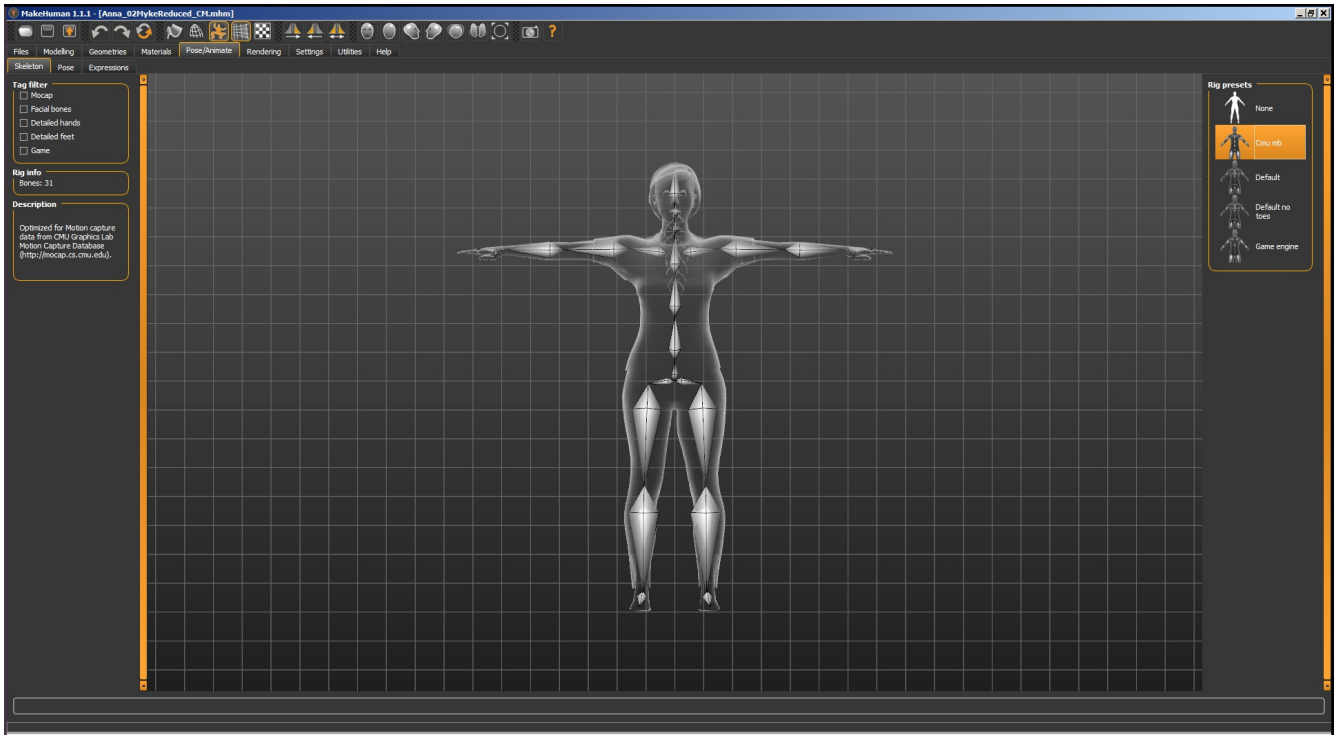 MakeHuman 1.1.1 - [Anna_02MykeReduced_CM.mhm]
Files Modelling Geometries Materials Pose/Animate Rendering Settings Utilities Help
Skeleton Pose Expressions
Tag filter
Mocap
Facial bones
Detailed hands
Detailed feet
Game
Rig info
Bones: 31
Description
Optimized for Motion capture
data from CMU Graphics Lab
Motion Capture Database
(http://mocap.cs.cmu.edu).
Rig presets
None
Cmu mb
Default
Default no
toes
Game engine